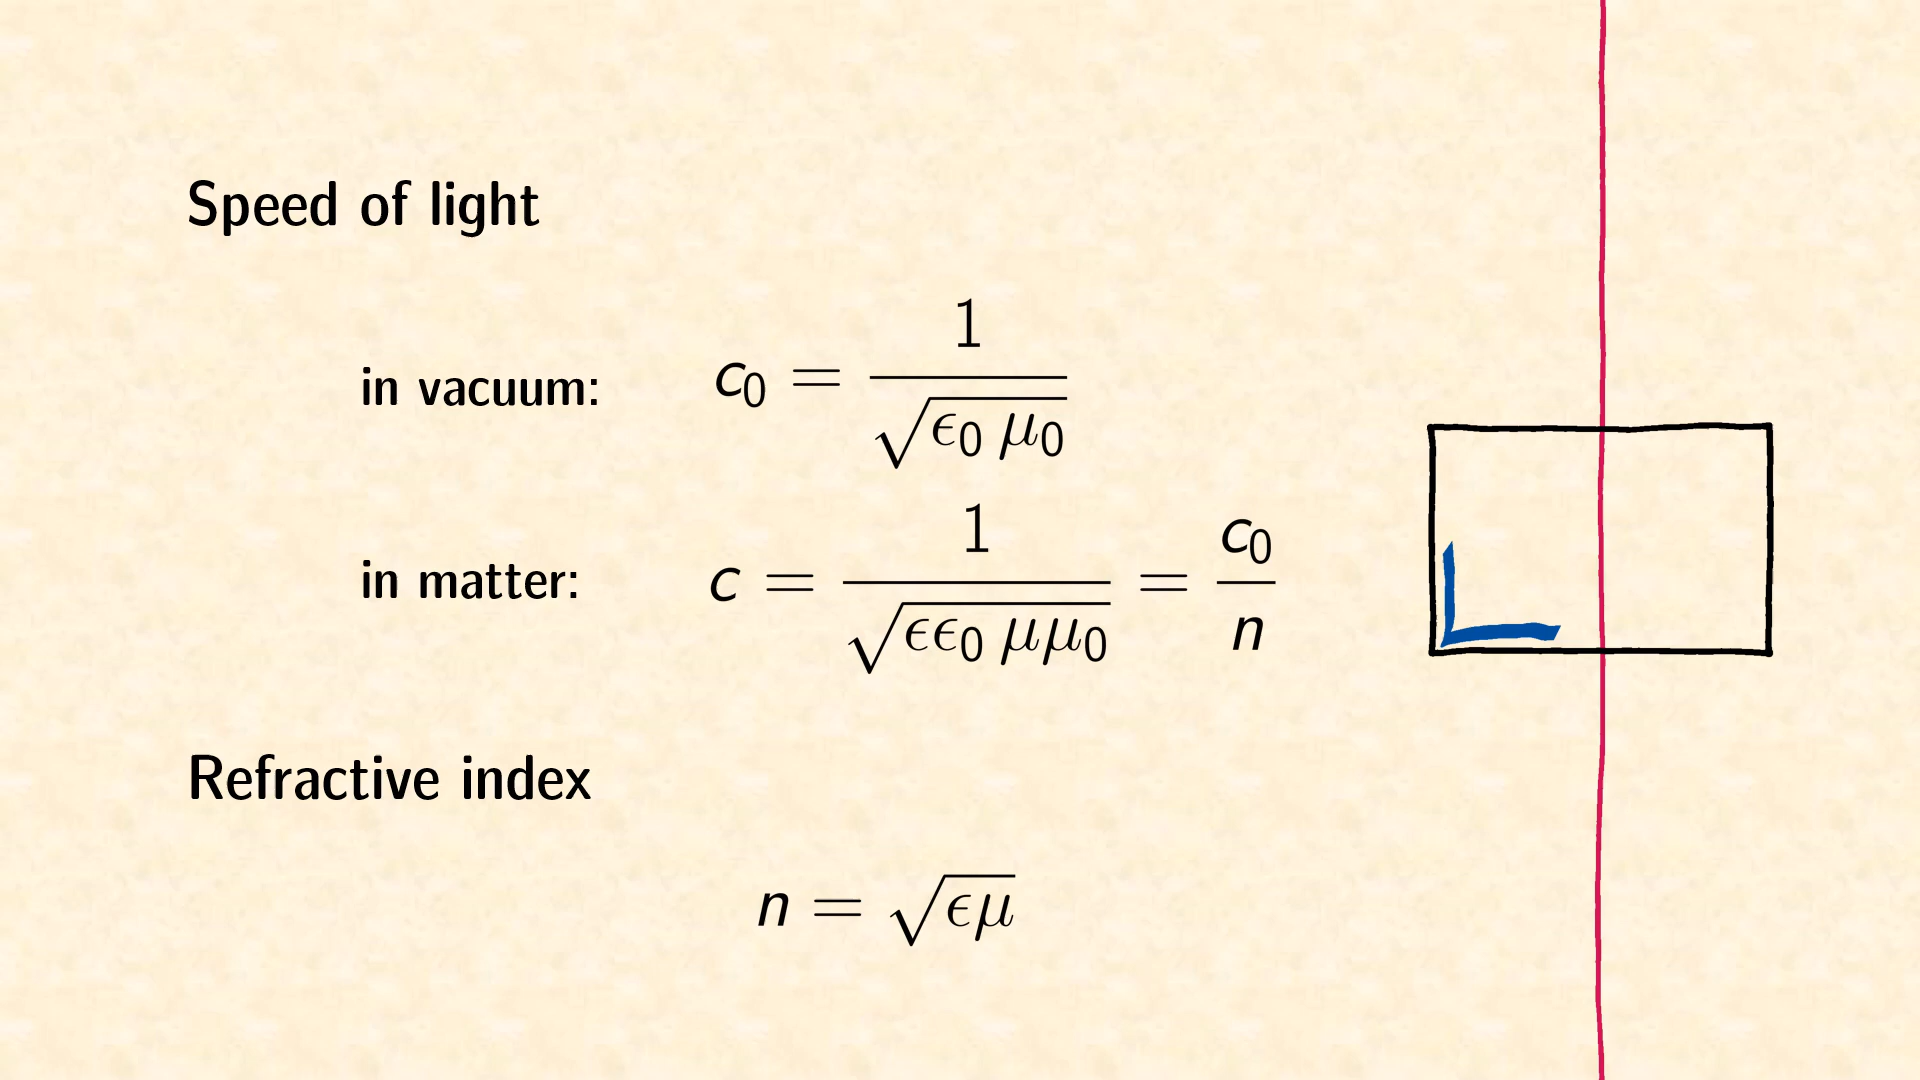 Speed of light
in vacuum: c₀ = 1 / √(ϵ₀ μ₀)
in matter: c = 1 / √(ϵϵ₀ μμ₀) = c₀ / n
Refractive index
n = √(ϵμ)